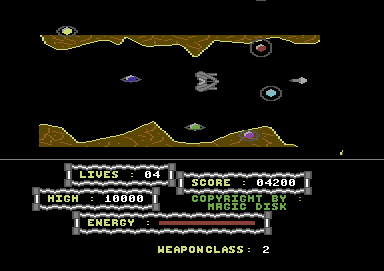 LIVES : 04
SCORE : 04200
HIGH : 10000
COPYRIGHT BY :
MAGIC DISK
ENERGY :
WEAPONCLASS: 2